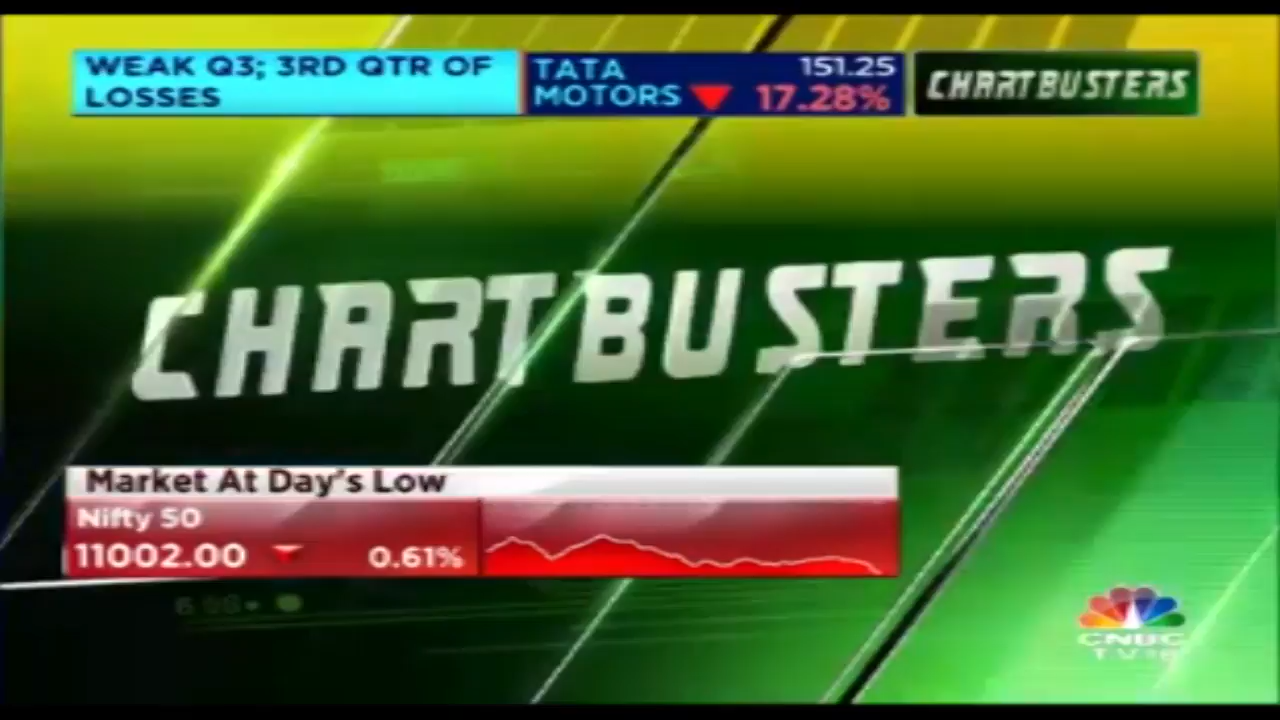 WEAK Q3; 3RD QTR OF
LOSSES
TATA
MOTORS
151.25
17.28%
CHARTBUSTERS
CHARTBUSTERS
Market At Day's Low
Nifty 50
11002.00 0.61%
CNBC
TV18